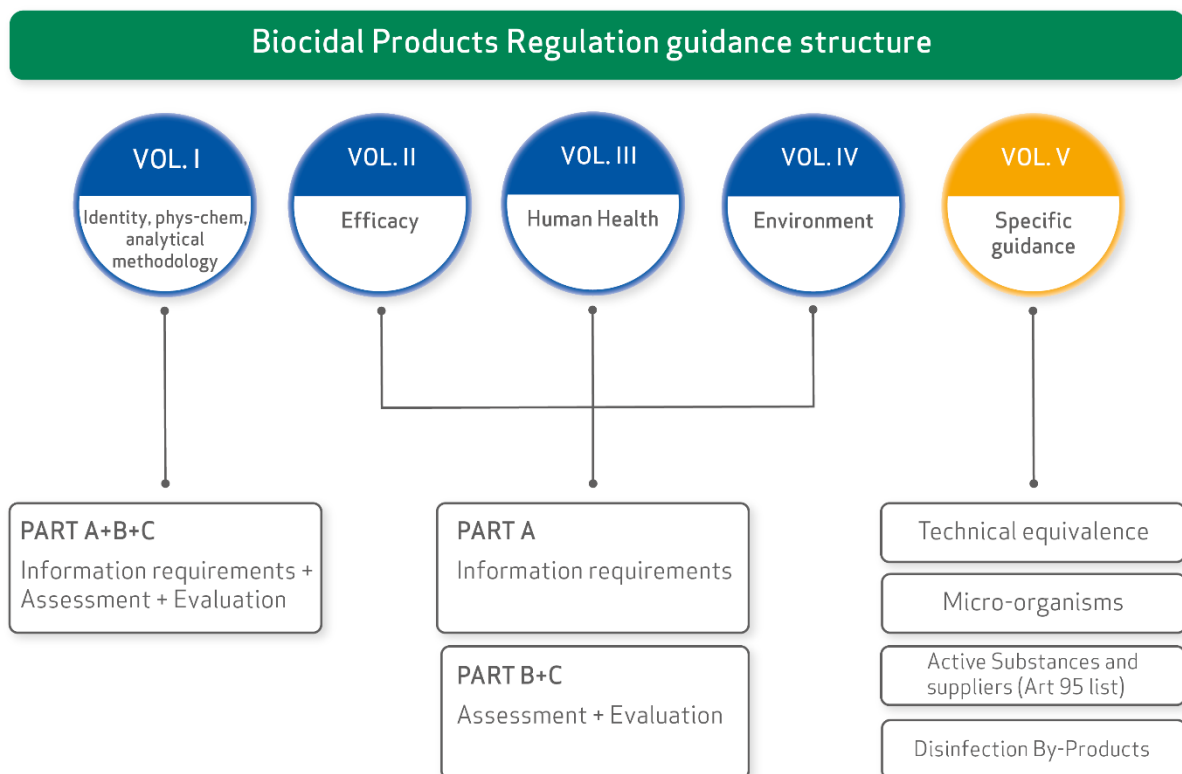 Biocidal Products Regulation guidance structure
VOL. I
Identity, phys-chem,
analytical
methodology
VOL. II
Efficacy
VOL. III
Human Health
VOL. IV
Environment
VOL. V
Specific
guidance
PART A+B+C
Information requirements +
Assessment + Evaluation
PART A
Information requirements
PART B+C
Assessment + Evaluation
Technical equivalence
Micro-organisms
Active Substances and
suppliers (Art 95 list)
Disinfection By-Products